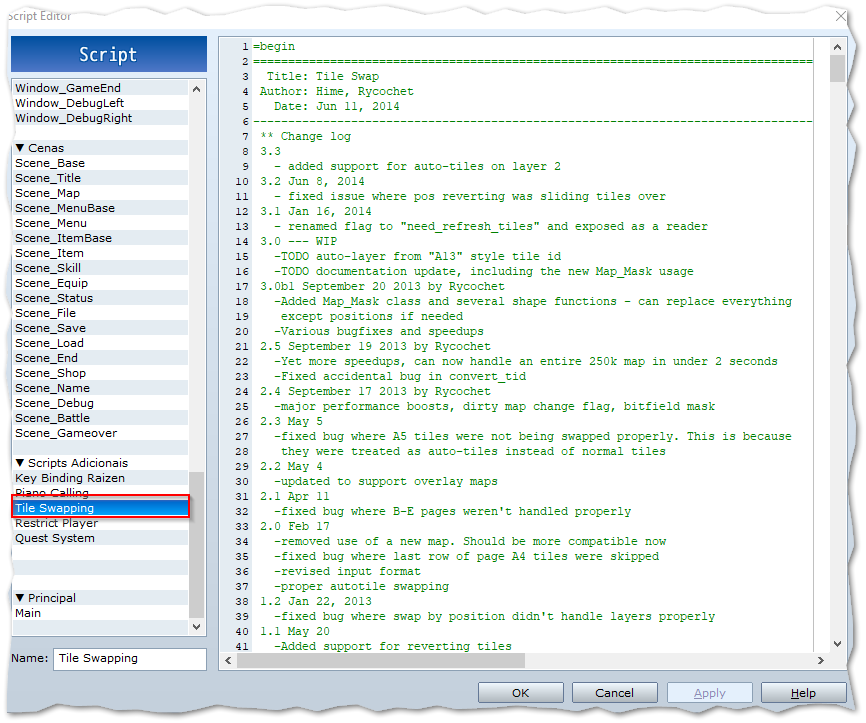 Script Editor
Script
Window_GameEnd
Window_DebugLeft
Window_DebugRight
▼ Cenas
Scene_Base
Scene_Title
Scene_Map
Scene_MenuBase
Scene_Menu
Scene_ItemBase
Scene_Item
Scene_Skill
Scene_Equip
Scene_Status
Scene_File
Scene_Save
Scene_Load
Scene_End
Scene_Shop
Scene_Name
Scene_Debug
Scene_Battle
Scene_Gameover
▼ Scripts Adicionais
Key Binding Raizen
Piano Calling
Tile Swapping
Restrict Player
Quest System
▼ Principal
Main
Name: Tile Swapping
1 =begin
2 ================================================================================
3 Title: Tile Swap
4 Author: Hime, Rycochet
5 Date: Jun 11, 2014
6 --------------------------------------------------------------------------------
7 ** Change log
8 3.3
9 - added support for auto-tiles on layer 2
10 3.2 Jun 8, 2014
11 - fixed issue where pos reverting was sliding tiles over
12 3.1 Jan 16, 2014
13 - renamed flag to "need_refresh_tiles" and exposed as a reader
14 3.0 --- WIP
15 -TODO auto-layer from "A13" style tile id
16 -TODO documentation update, including the new Map_Mask usage
17 3.0b1 September 20 2013 by Rycochet
18 -Added Map_Mask class and several shape functions - can replace everything
19 except positions if needed
20 -Various bugfixes and speedups
21 2.5 September 19 2013 by Rycochet
22 -Yet more speedups, can now handle an entire 250k map in under 2 seconds
23 -Fixed accidental bug in convert_tid
24 2.4 September 17 2013 by Rycochet
25 -major performance boosts, dirty map change flag, bitfield mask
26 2.3 May 5
27 -fixed bug where A5 tiles were not being swapped properly. This is because
28 they were treated as auto-tiles instead of normal tiles
29 2.2 May 4
30 -updated to support overlay maps
31 2.1 Apr 11
32 -fixed bug where B-E pages weren't handled properly
33 2.0 Feb 17
34 -removed use of a new map. Should be more compatible now
35 -fixed bug where last row of page A4 tiles were skipped
36 -revised input format
37 -proper autotile swapping
38 1.2 Jan 22, 2013
39 -fixed bug where swap by position didn't handle layers properly
40 1.1 May 20
41 -Added support for reverting tiles
OK Cancel Apply Help